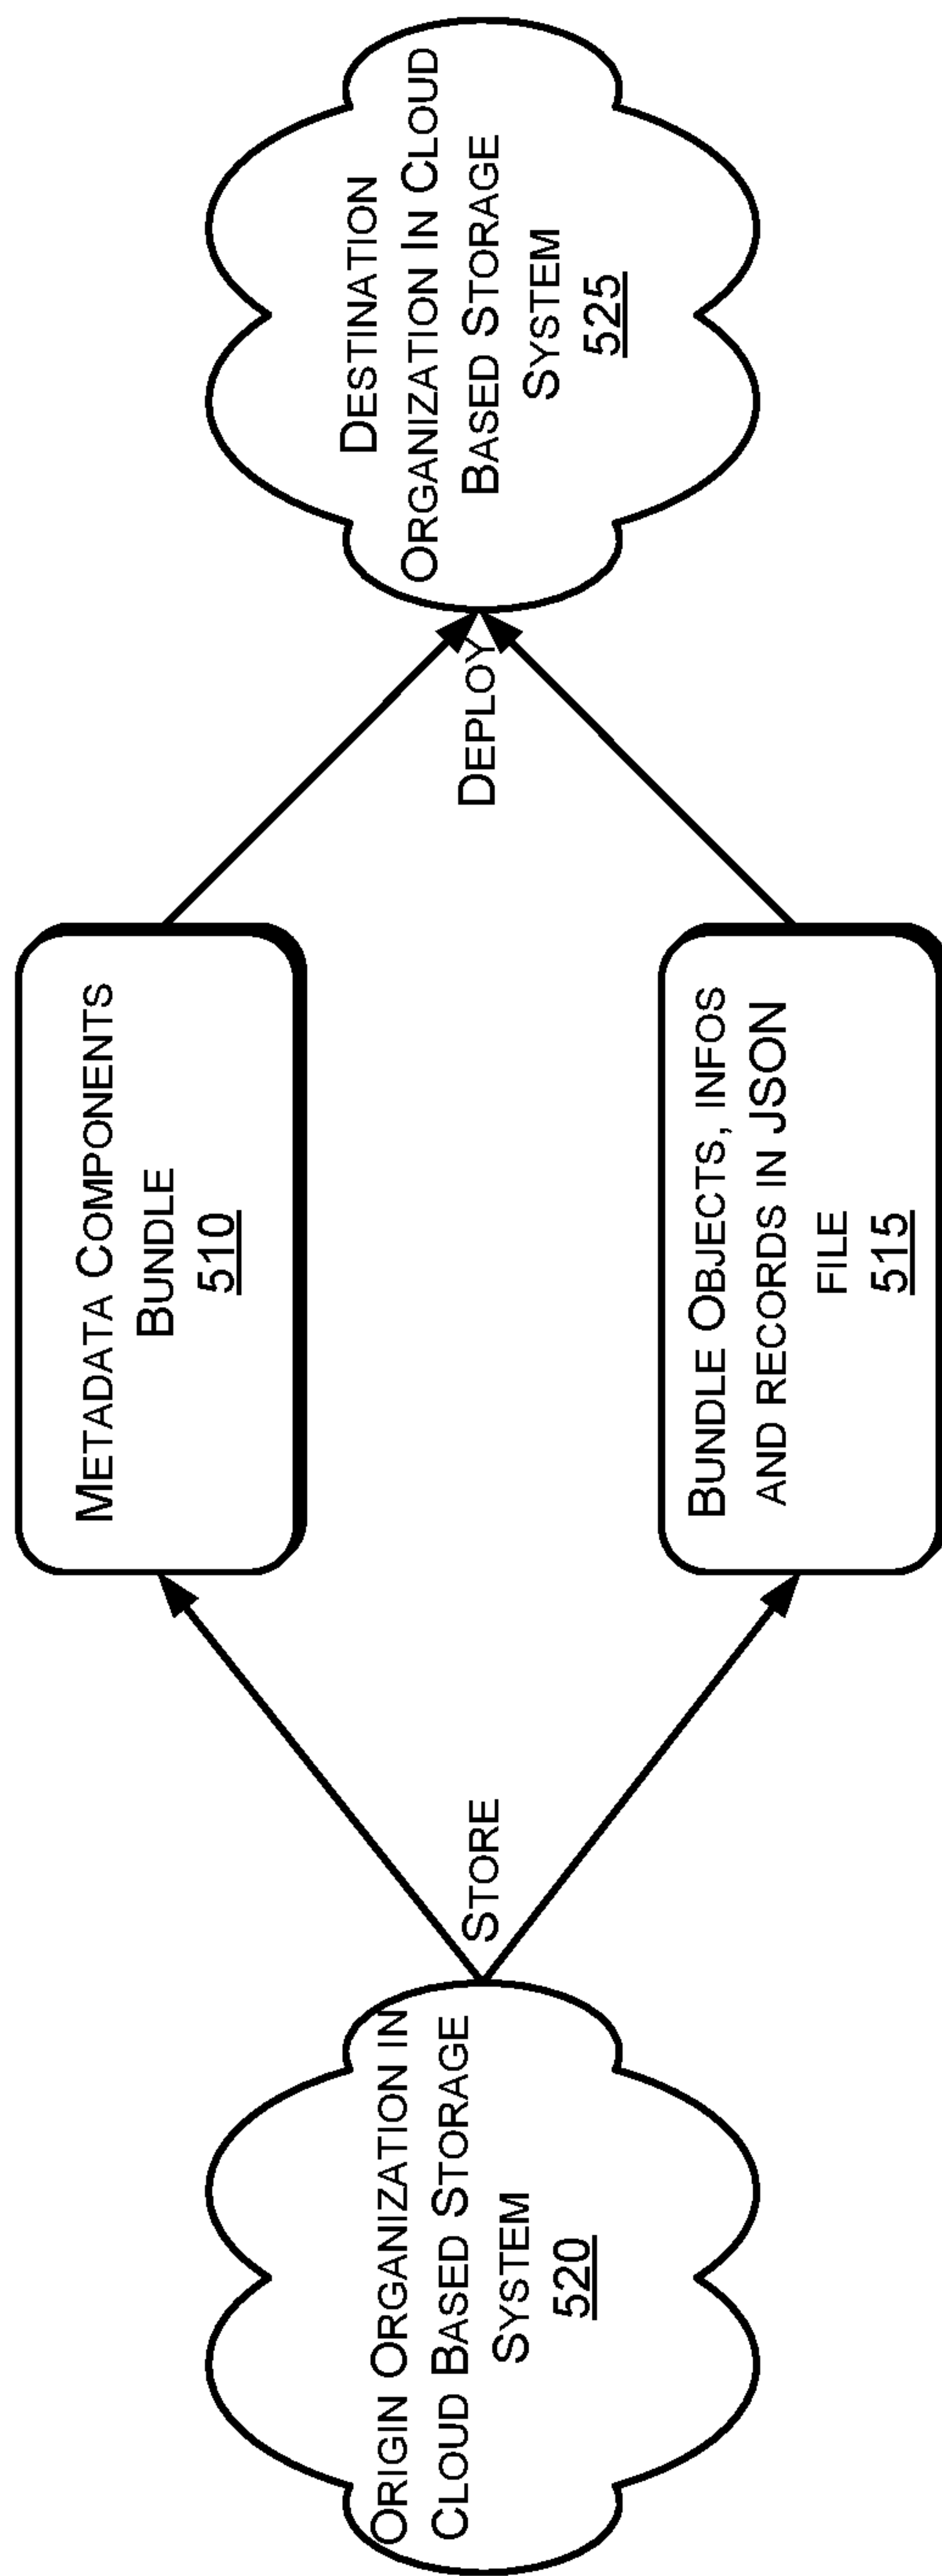 ORIGIN ORGANIZATION IN
CLOUD BASED STORAGE
SYSTEM
520
STORE
METADATA COMPONENTS
BUNDLE
510
BUNDLE OBJECTS, INFOS
AND RECORDS IN JSON
FILE
515
DEPLOY
DESTINATION
ORGANIZATION IN CLOUD
BASED STORAGE
SYSTEM
525